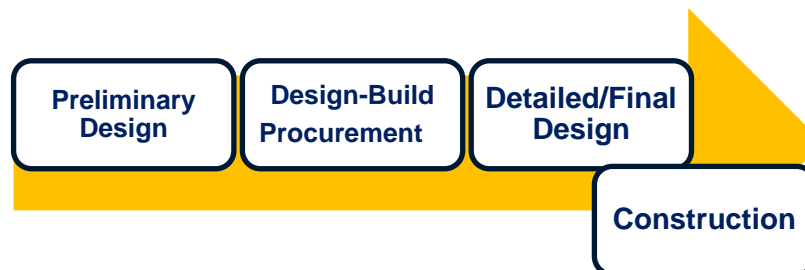 Preliminary
Design
Design-Build
Procurement
Detailed/Final
Design
Construction